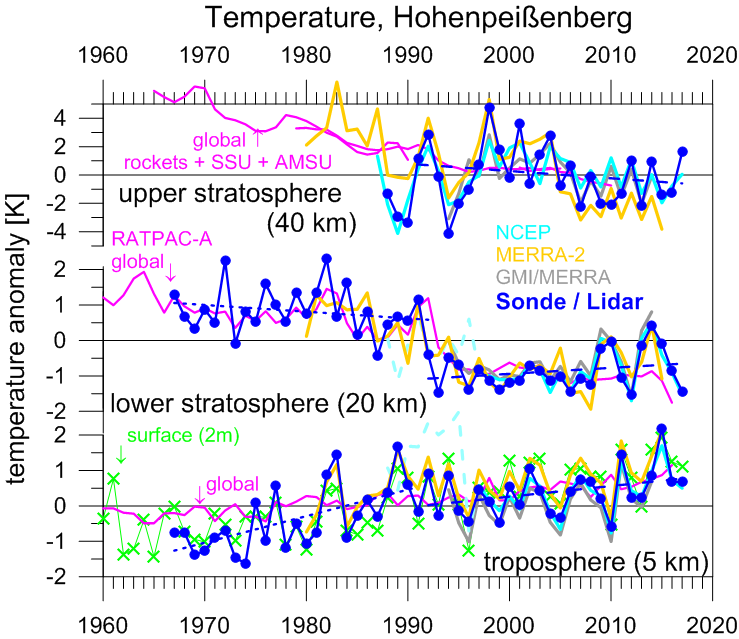 Temperature, Hohenpeißenberg
1960 1970 1980 1990 2000 2010 2020
4
2
0
-2
-4
global ↑
rockets + SSU + AMSU
upper stratosphere
(40 km)
NCEP
MERRA-2
GMI/MERRA
Sonde / Lidar
RATPAC-A
global ↓
2
1
0
-1
-2
lower stratosphere (20 km)
temperature anomaly [K]
2
1
0
-1
-2
↓ surface (2m)
↓ global
troposphere (5 km)
1960 1970 1980 1990 2000 2010 2020